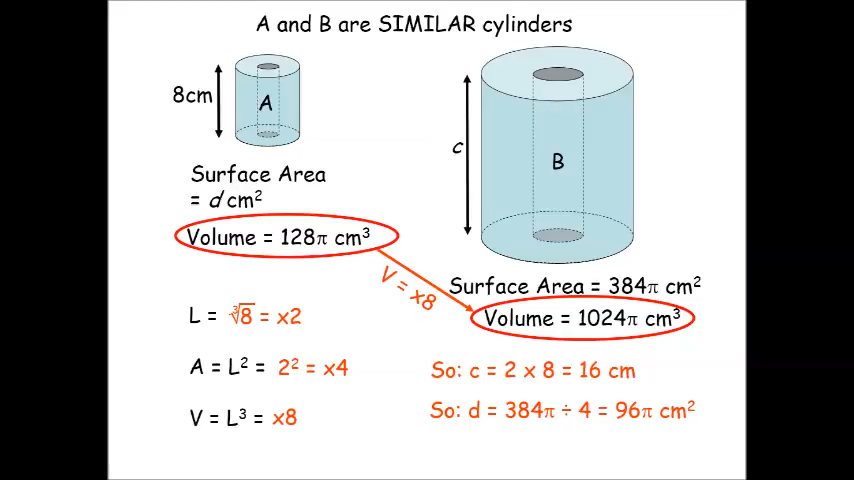 A and B are SIMILAR cylinders
8cm
A
c
B
Surface Area
= d cm²
Volume = 128π cm³
V = x8
Surface Area = 384π cm²
Volume = 1024π cm³
L = ∛8 = x2
A = L² = 2² = x4
V = L³ = x8
So: c = 2 x 8 = 16 cm
So: d = 384π ÷ 4 = 96π cm²